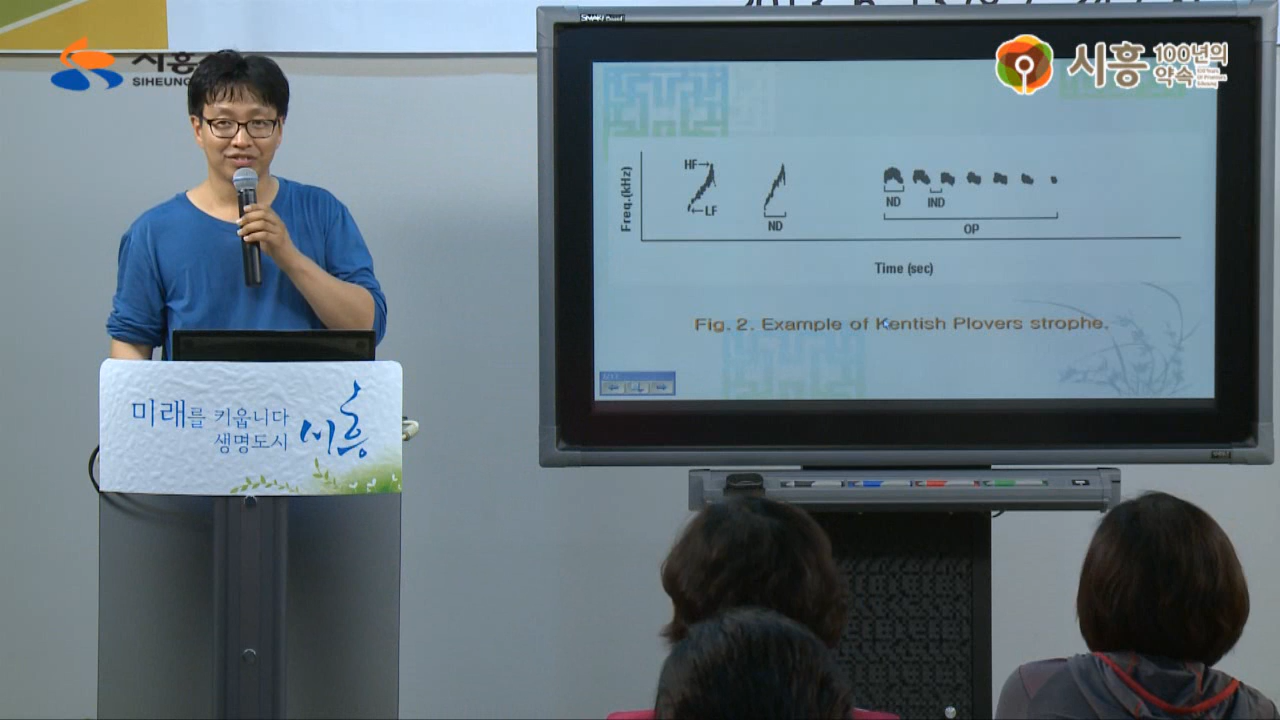 SMART Board
시흥
SIHEUNG
시흥 100년의 약속
HF→
←LF
ND
ND
IND
OP
Freq.(kHz)
Time (sec)
Fig. 2. Example of Kentish Plovers strophe.
미래를 키웁니다
생명도시 시흥